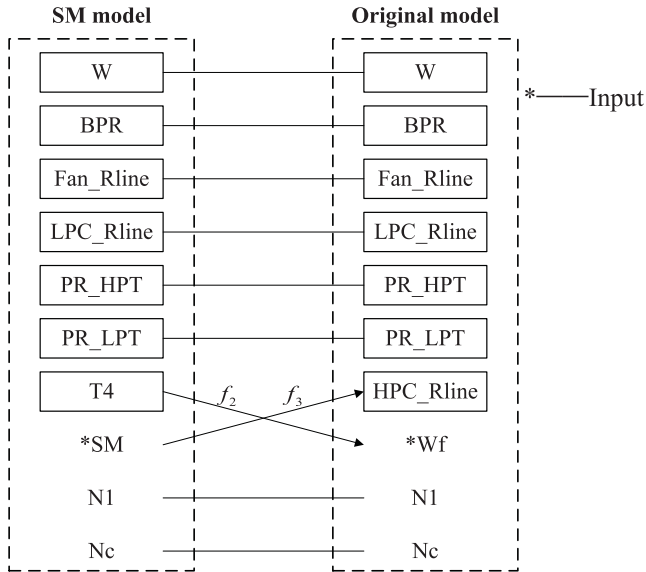 SM model Original model
W W
*——Input
BPR BPR
Fan_Rline Fan_Rline
LPC_Rline LPC_Rline
PR_HPT PR_HPT
PR_LPT PR_LPT
T4 f2 f3 HPC_Rline
*SM *Wf
N1 N1
Nc Nc